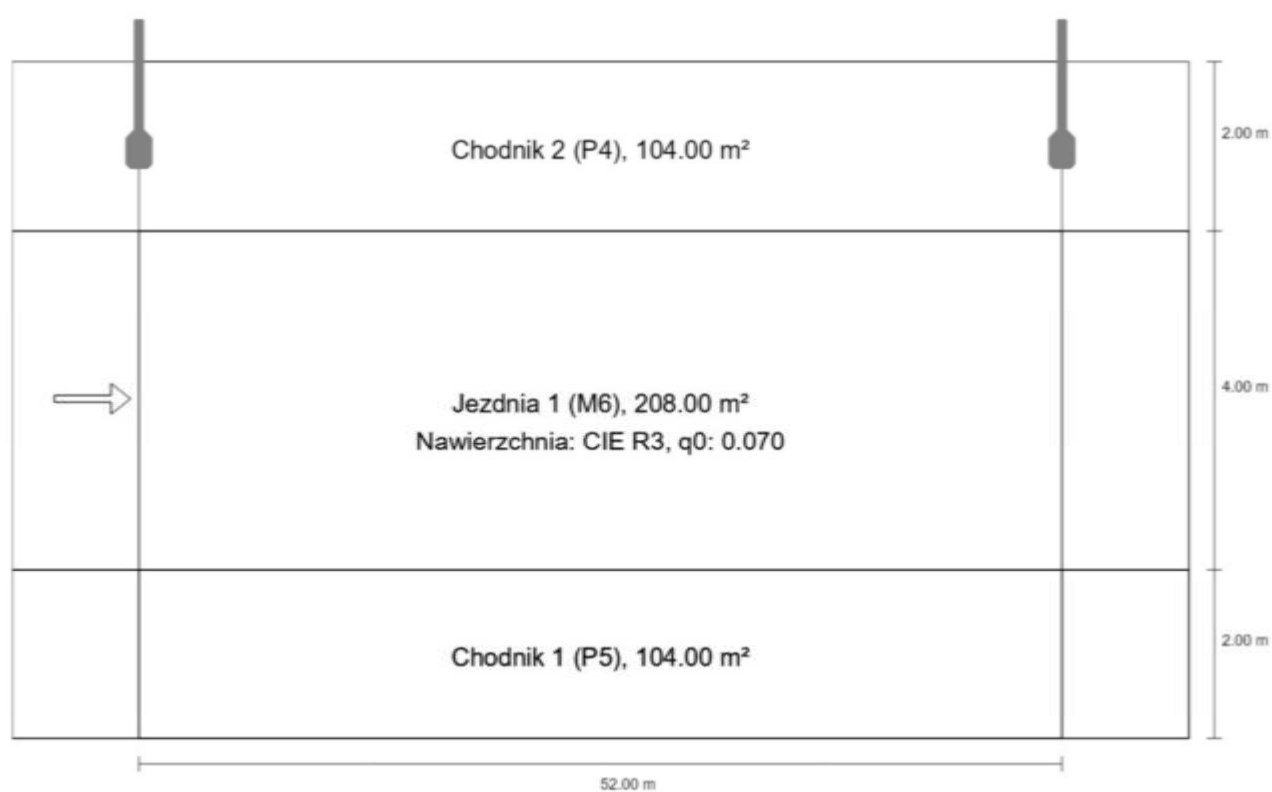 Chodnik 2 (P4), 104.00 m²
2.00 m
Jezdnia 1 (M6), 208.00 m²
Nawierzchnia: CIE R3, q0: 0.070
4.00 m
Chodnik 1 (P5), 104.00 m²
2.00 m
52.00 m